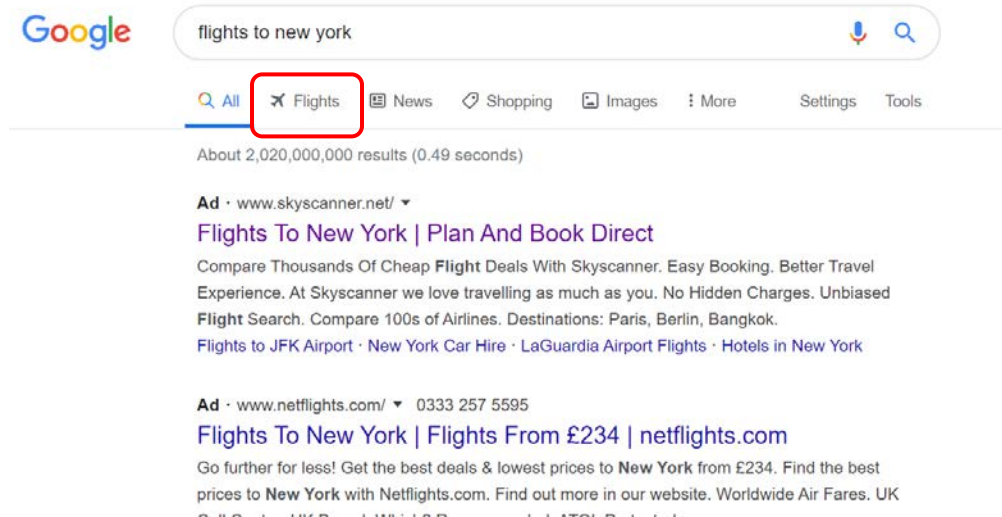 Google
flights to new york
All Flights News Shopping Images More Settings Tools
About 2,020,000,000 results (0.49 seconds)
Ad · www.skyscanner.net/
Flights To New York | Plan And Book Direct
Compare Thousands Of Cheap Flight Deals With Skyscanner. Easy Booking. Better Travel
Experience. At Skyscanner we love travelling as much as you. No Hidden Charges. Unbiased
Flight Search. Compare 100s of Airlines. Destinations: Paris, Berlin, Bangkok.
Flights to JFK Airport · New York Car Hire · LaGuardia Airport Flights · Hotels in New York
Ad · www.netflights.com/ 0333 257 5595
Flights To New York | Flights From £234 | netflights.com
Go further for less! Get the best deals & lowest prices to New York from £234. Find the best
prices to New York with Netflights.com. Find out more in our website. Worldwide Air Fares. UK